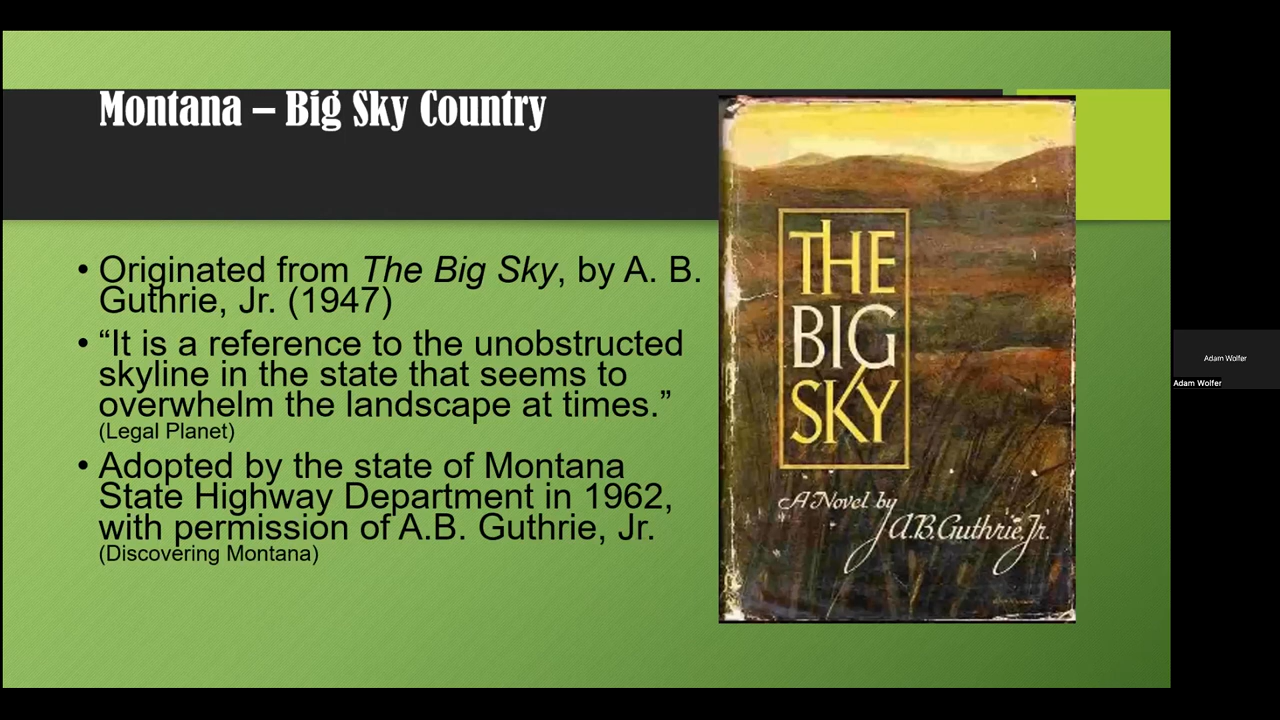 Montana – Big Sky Country
• Originated from The Big Sky, by A. B.
Guthrie, Jr. (1947)
• “It is a reference to the unobstructed
skyline in the state that seems to
overwhelm the landscape at times.”
(Legal Planet)
• Adopted by the state of Montana
State Highway Department in 1962,
with permission of A.B. Guthrie, Jr.
(Discovering Montana)
THE
BIG
SKY
A Novel by
A.B. Guthrie, Jr.
Adam Wolfer
Adam Wolfer